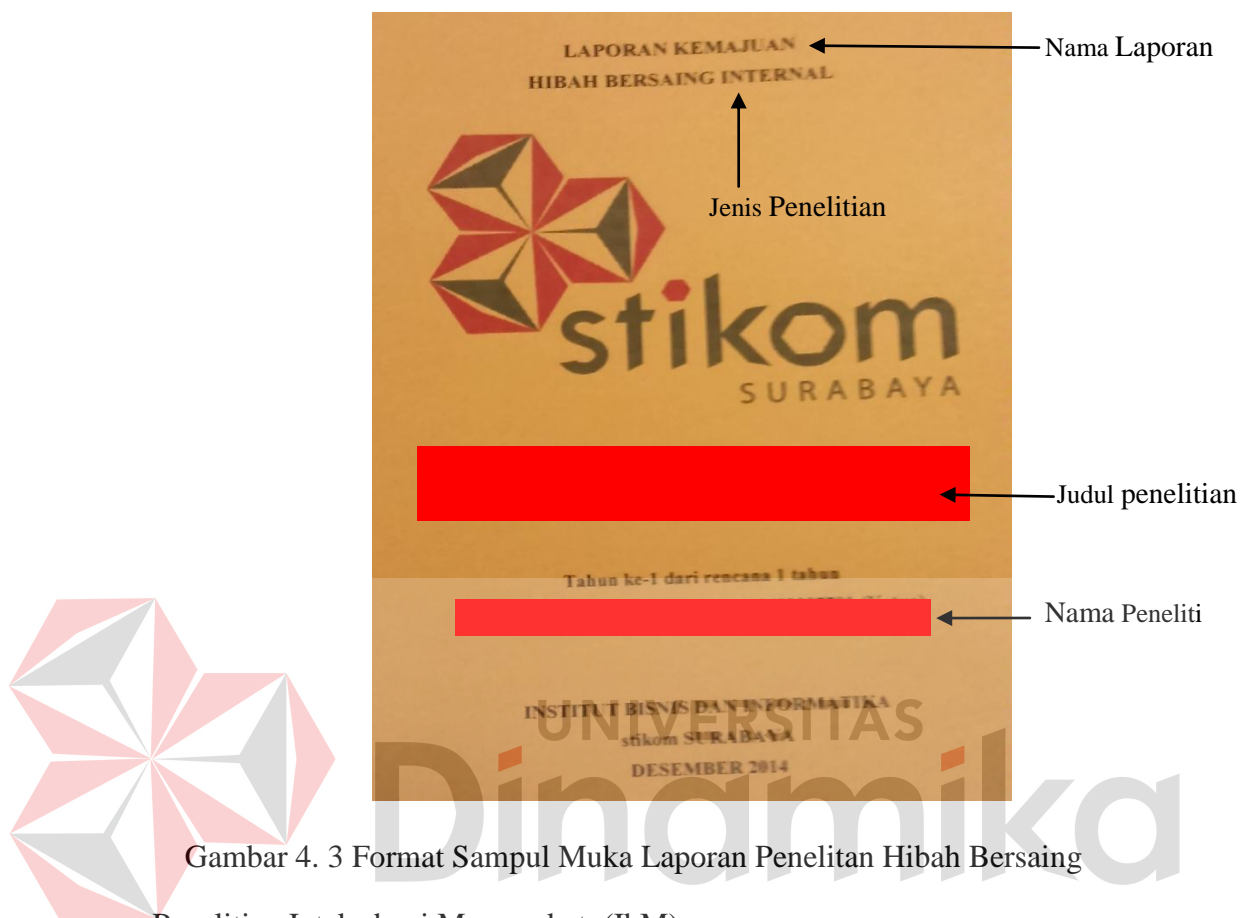 LAPORAN KEMAJUAN
Nama Laporan
HIBAH BERSAING INTERNAL
Jenis Penelitian
stikom
SURABAYA
Judul penelitian
Tahun ke-1 dari rencana 1 tahun
Nama Peneliti
INSTITUT BISNIS DAN INFORMATIKA
stikom SURABAYA
DESEMBER 2014
UNIVERSITAS
Dinamika
Gambar 4. 3 Format Sampul Muka Laporan Penelitan Hibah Bersaing